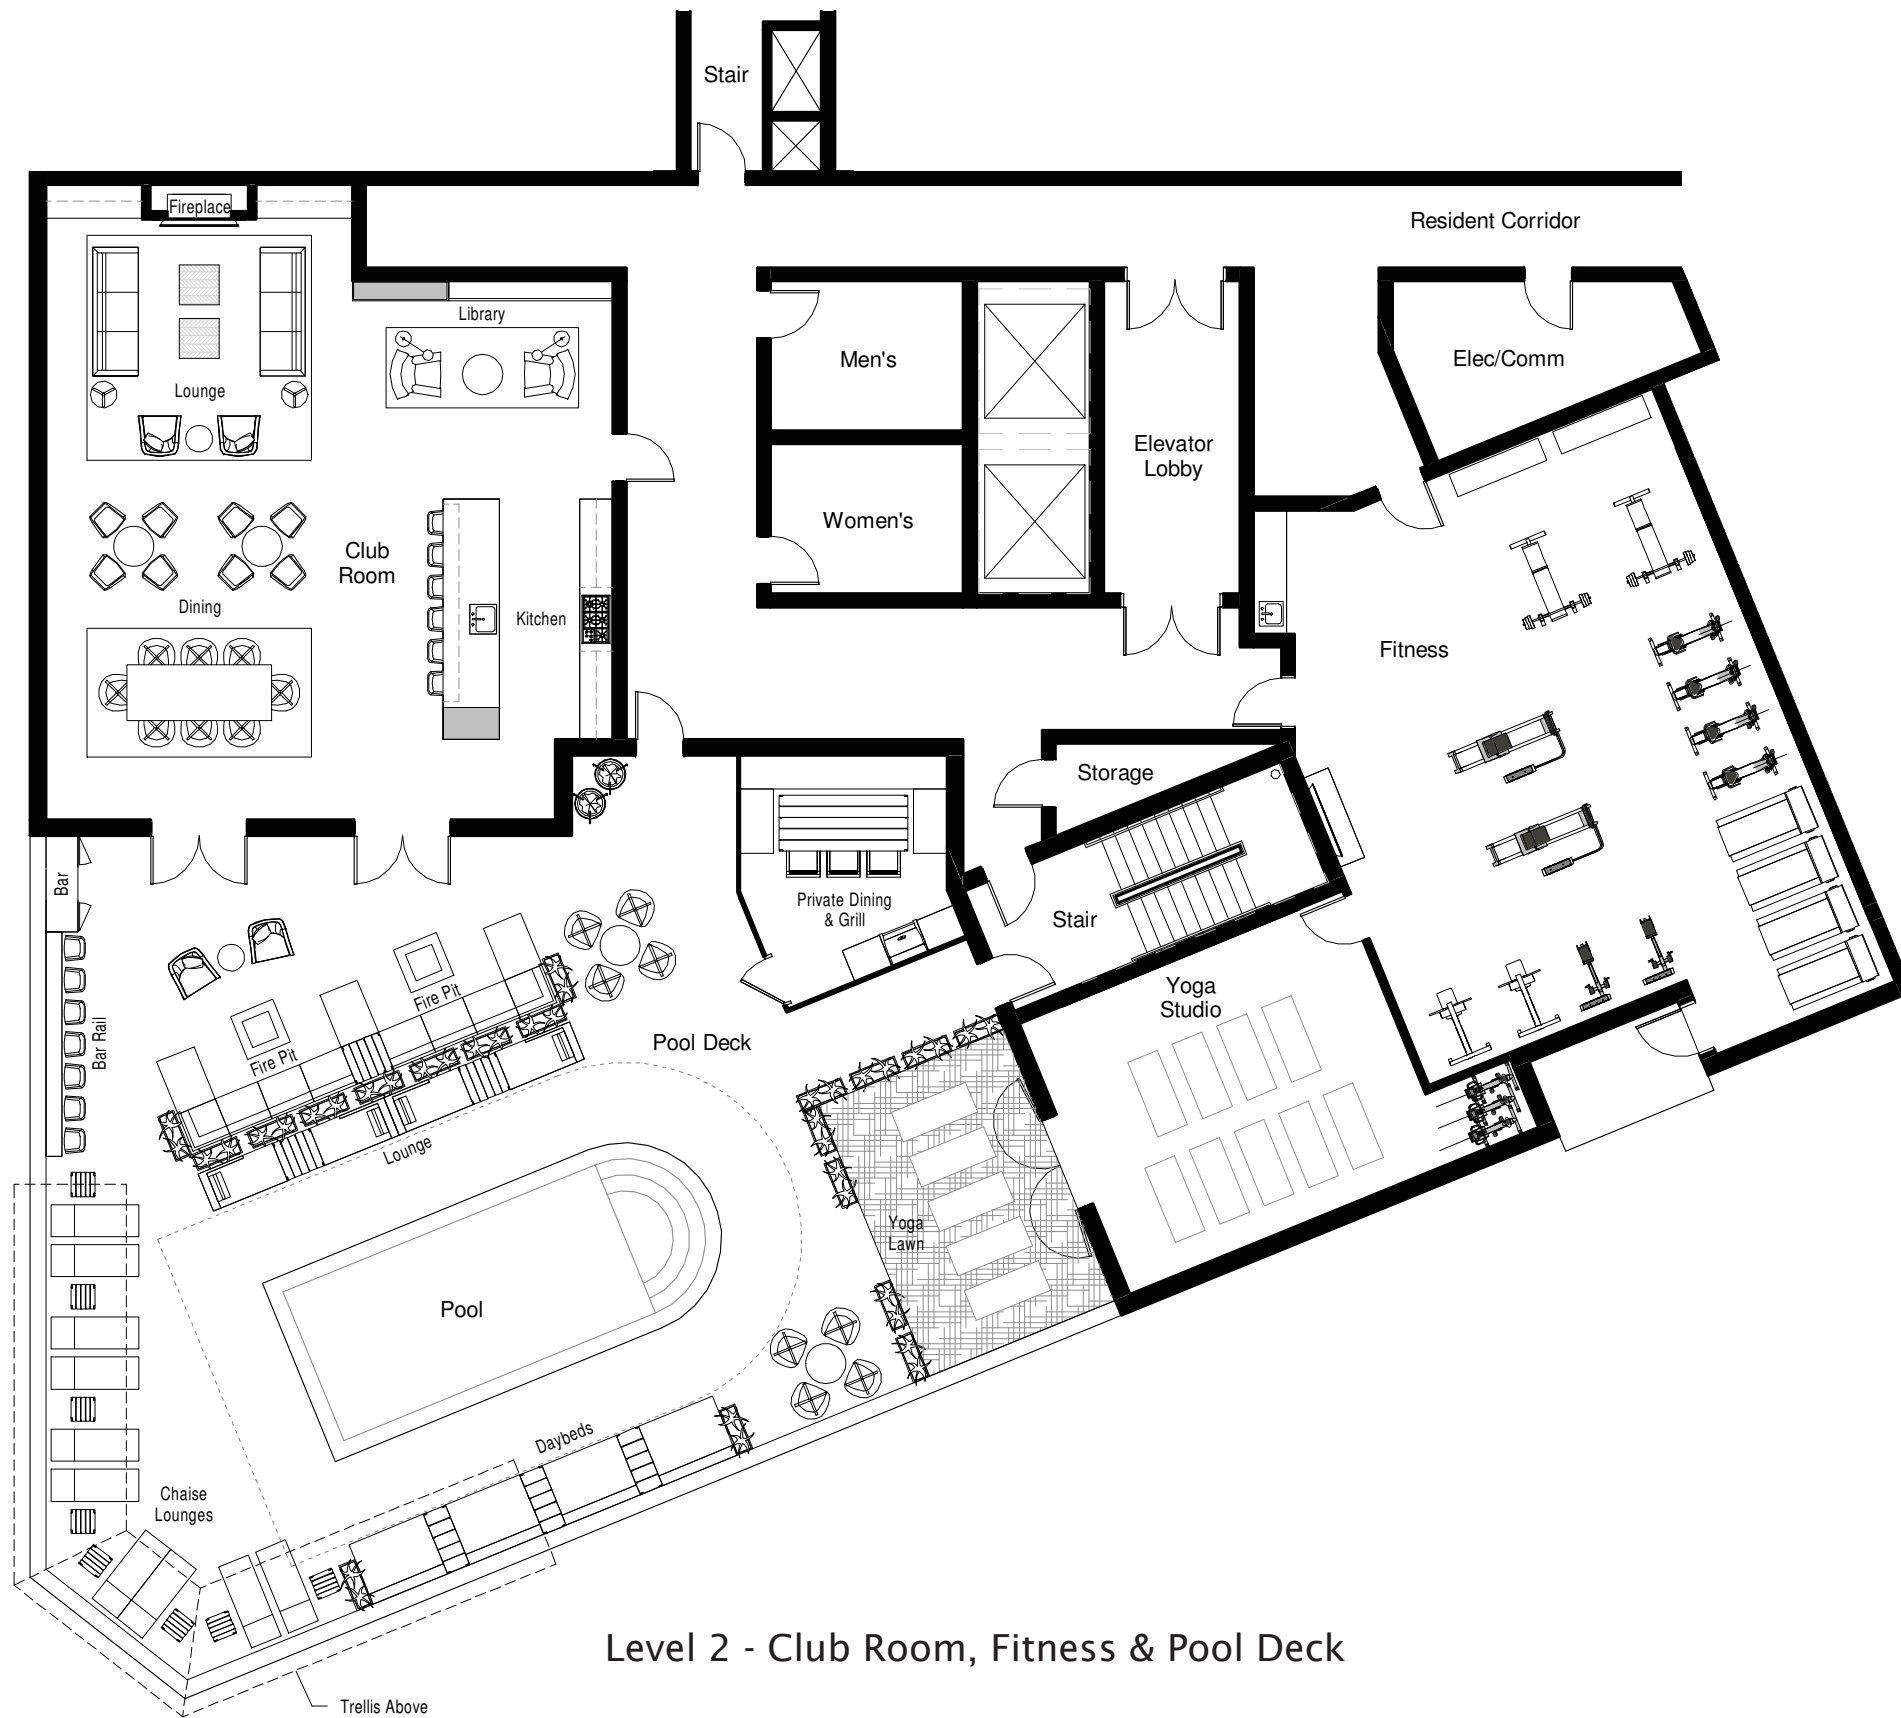 Stair
Fireplace
Resident Corridor
Library
Men's
Elec/Comm
Lounge
Elevator
Lobby
Women's
Club
Room
Dining
Kitchen
Fitness
Storage
Bar
Private Dining
& Grill
Stair
Yoga
Studio
Fire Pit
Fire Pit
Bar Rail
Pool Deck
Lounge
Yoga
Lawn
Pool
Daybeds
Chaise
Lounges
Level 2 - Club Room, Fitness & Pool Deck
Trellis Above